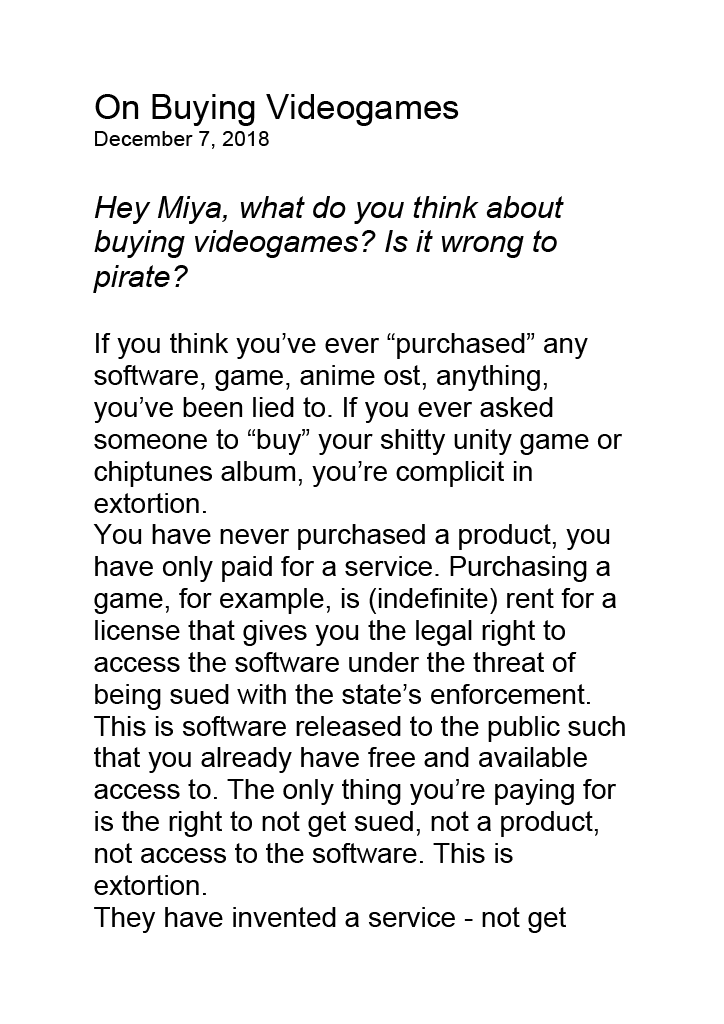 On Buying Videogames
December 7, 2018
Hey Miya, what do you think about
buying videogames? Is it wrong to
pirate?
If you think you’ve ever “purchased” any
software, game, anime ost, anything,
you’ve been lied to. If you ever asked
someone to “buy” your shitty unity game or
chiptunes album, you’re complicit in
extortion.
You have never purchased a product, you
have only paid for a service. Purchasing a
game, for example, is (indefinite) rent for a
license that gives you the legal right to
access the software under the threat of
being sued with the state’s enforcement.
This is software released to the public such
that you already have free and available
access to. The only thing you’re paying for
is the right to not get sued, not a product,
not access to the software. This is
extortion.
They have invented a service - not get